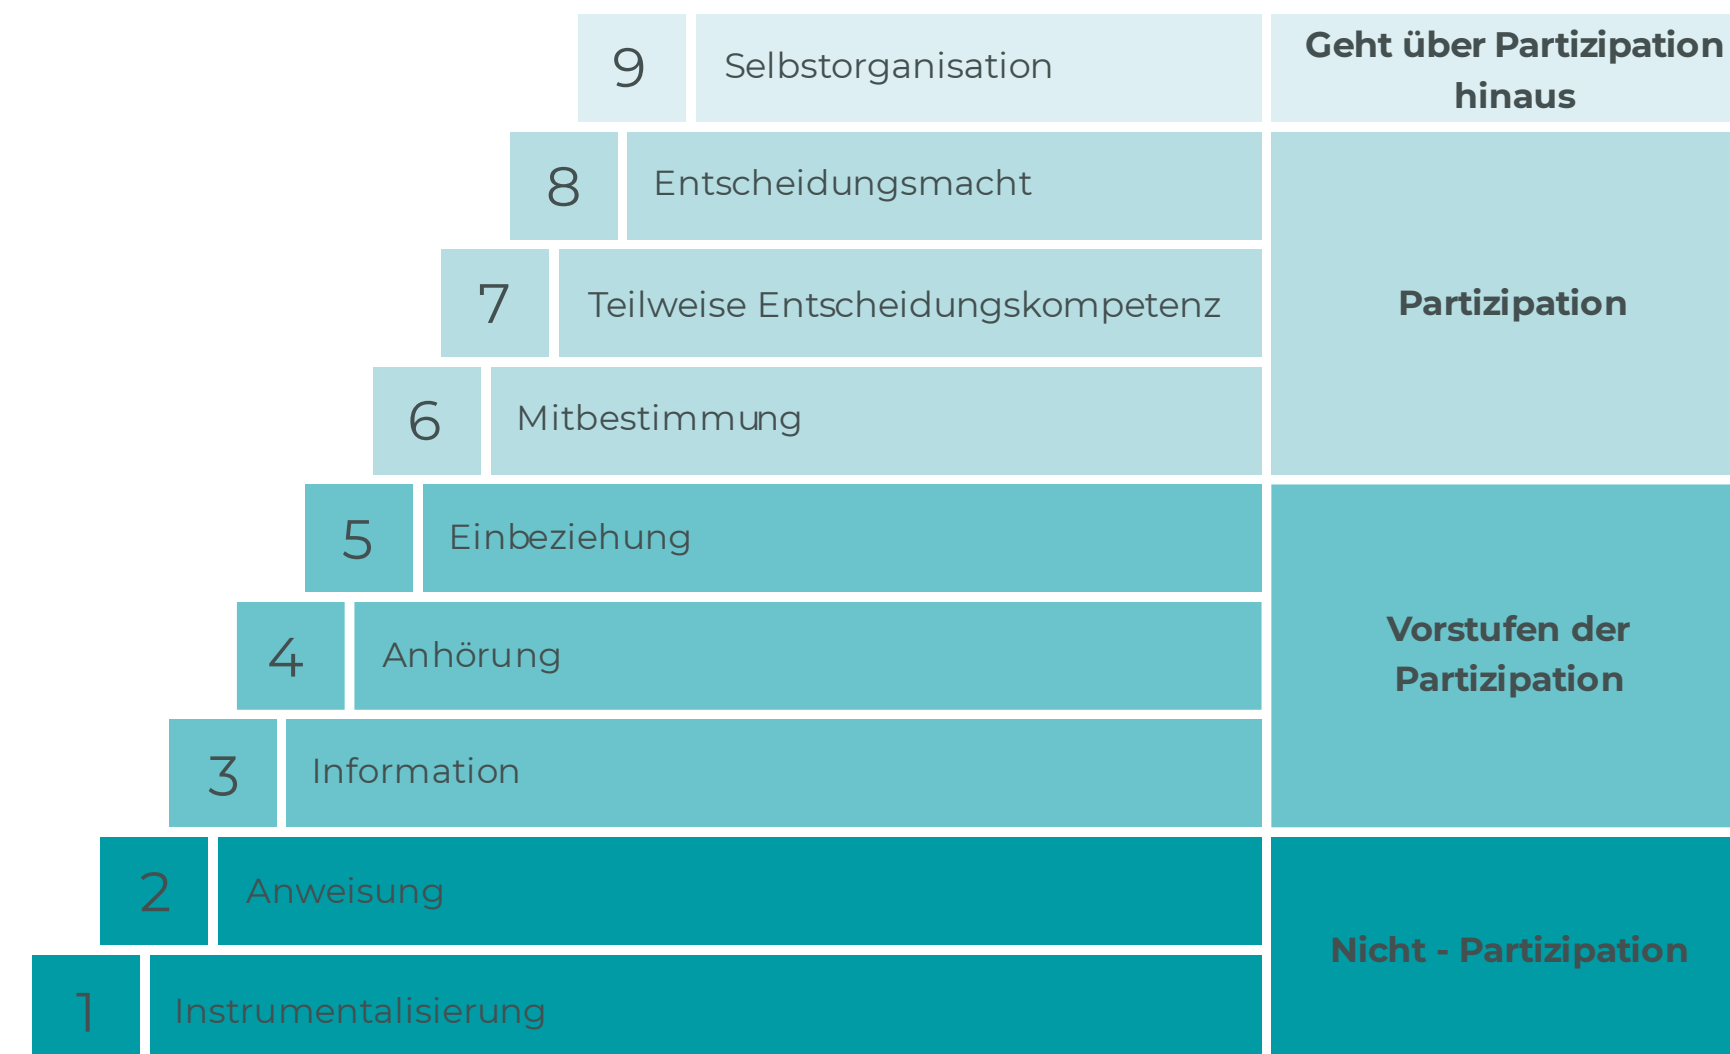 9 Selbstorganisation
Geht über Partizipation
hinaus
8 Entscheidungsmacht
7 Teilweise Entscheidungskompetenz
Partizipation
6 Mitbestimmung
5 Einbeziehung
4 Anhörung
Vorstufen der
Partizipation
3 Information
2 Anweisung
Nicht - Partizipation
1 Instrumentalisierung